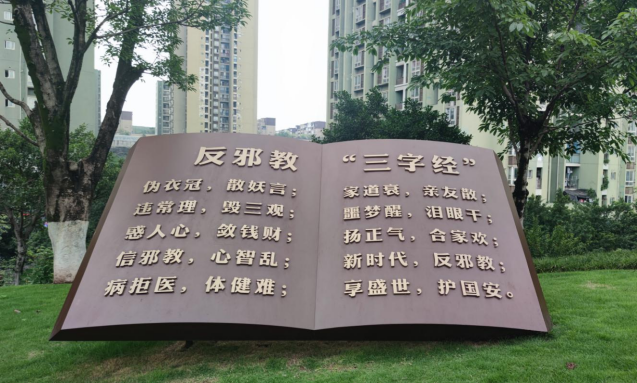 反邪教
伪衣冠，散妖言；
违常理，毁三观；
惑人心，敛钱财；
信邪教，心智乱；
病拒医，体健难；
“三字经”
家道衰，亲友散；
噩梦醒，泪眼干；
扬正气，合家欢；
新时代，反邪教；
享盛世，护国安。